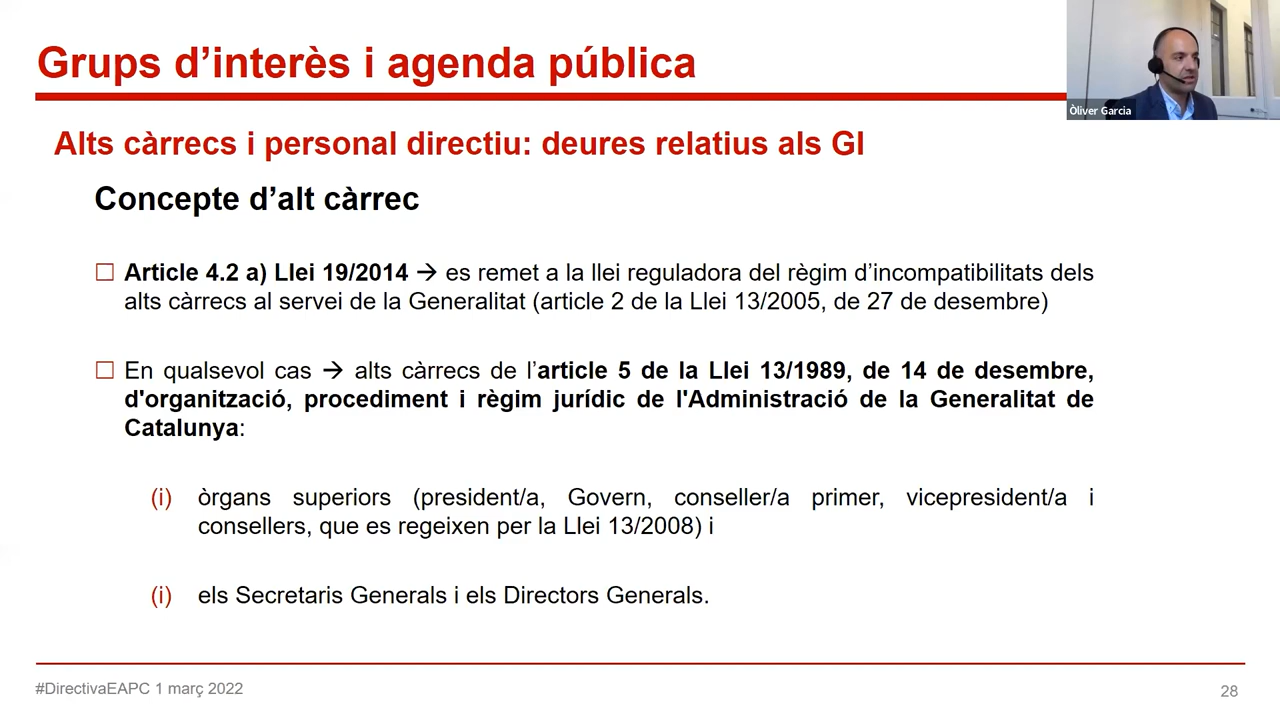 Grups d’interès i agenda pública
Òliver Garcia
Alts càrrecs i personal directiu: deures relatius als GI
Concepte d’alt càrrec
☐ Article 4.2 a) Llei 19/2014 → es remet a la llei reguladora del règim d’incompatibilitats dels
alts càrrecs al servei de la Generalitat (article 2 de la Llei 13/2005, de 27 de desembre)
☐ En qualsevol cas → alts càrrecs de l’article 5 de la Llei 13/1989, de 14 de desembre,
d'organització, procediment i règim jurídic de l'Administració de la Generalitat de
Catalunya:
(i) òrgans superiors (president/a, Govern, conseller/a primer, vicepresident/a i
consellers, que es regeixen per la Llei 13/2008) i
(i) els Secretaris Generals i els Directors Generals.
#DirectivaEAPC 1 març 2022
28